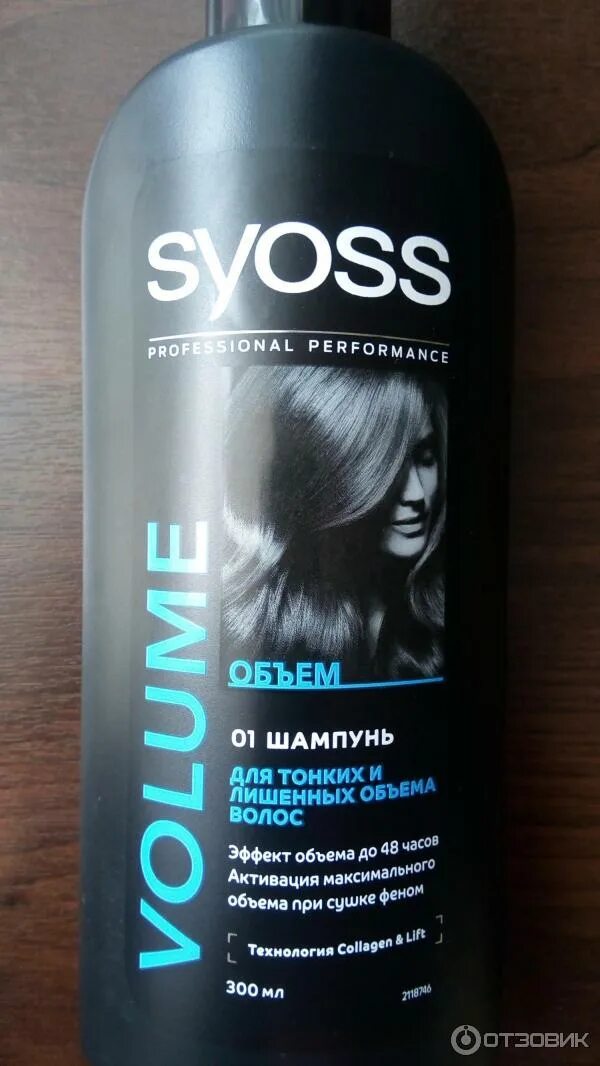 syoss
PROFESSIONAL PERFORMANCE
VOLUME
ОБЪЕМ
01 ШАМПУНЬ
ДЛЯ ТОНКИХ И
ЛИШЕННЫХ ОБЪЕМА
ВОЛОС
Эффект объема до 48 часов
Активация максимального
объема при сушке феном
Технология Collagen & Lift
300 мл
2118746
ОТЗОВИК